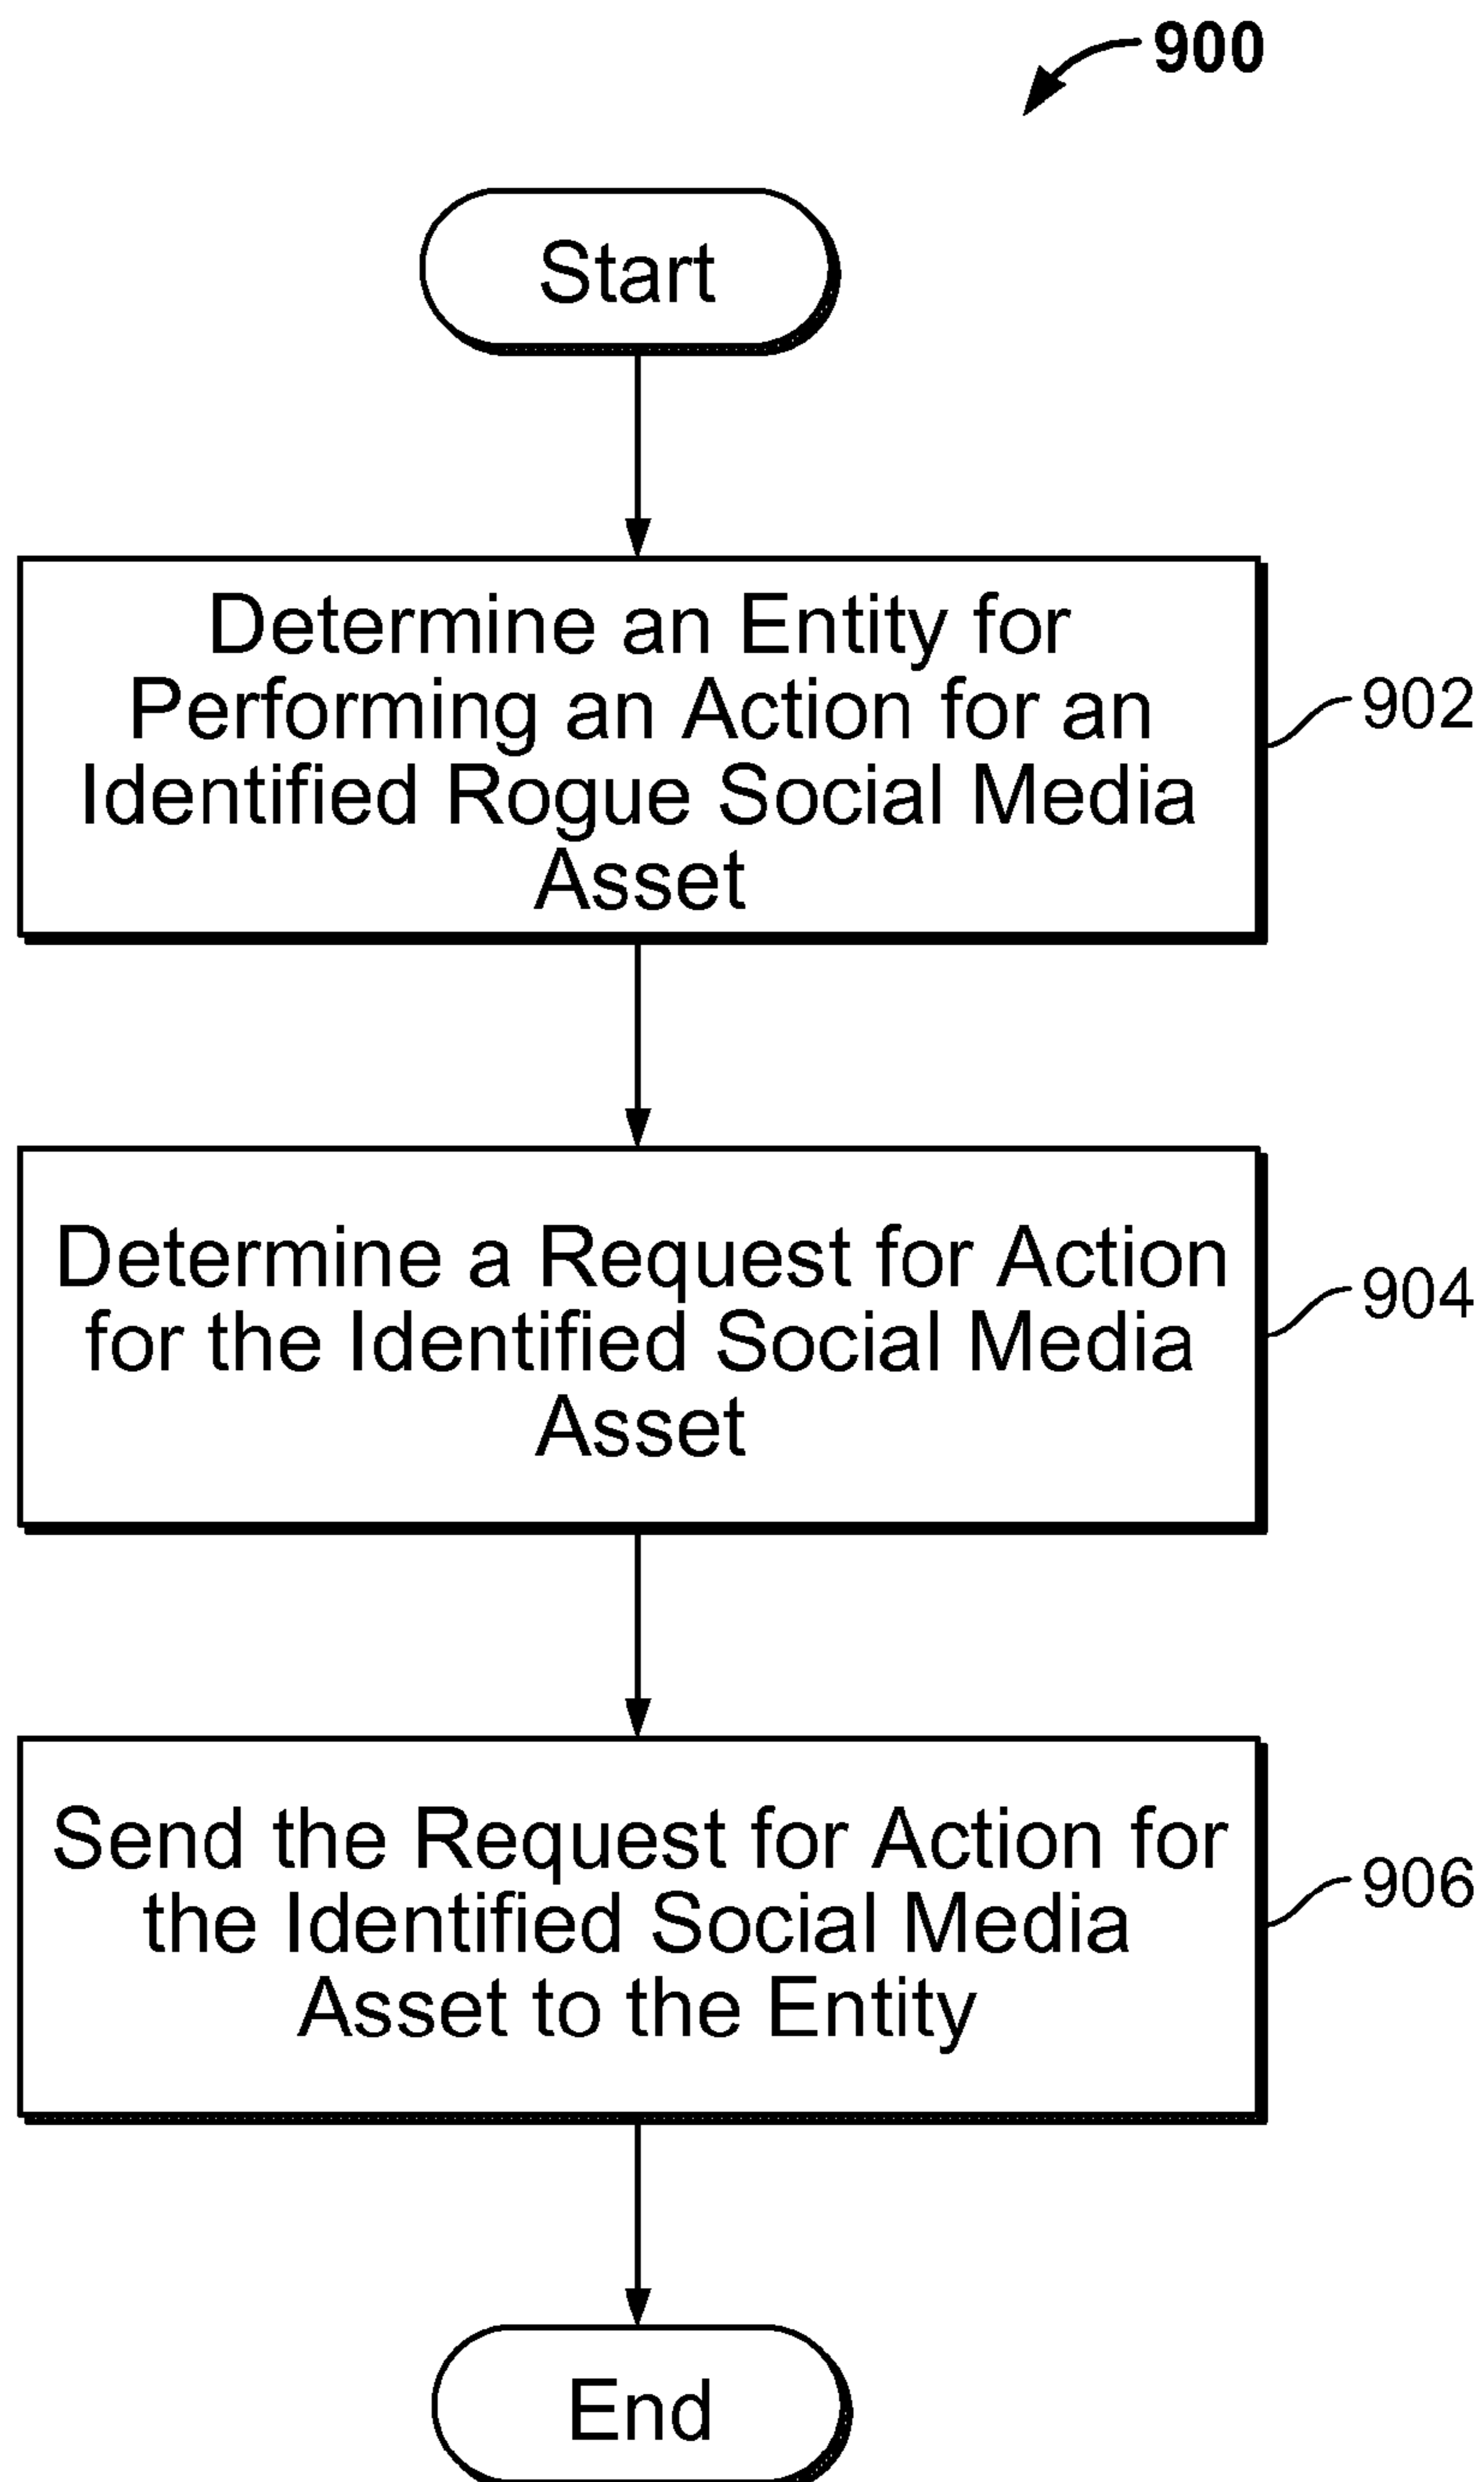 900
Start
Determine an Entity for
Performing an Action for an
Identified Rogue Social Media
Asset
902
Determine a Request for Action
for the Identified Social Media
Asset
904
Send the Request for Action for
the Identified Social Media
Asset to the Entity
906
End